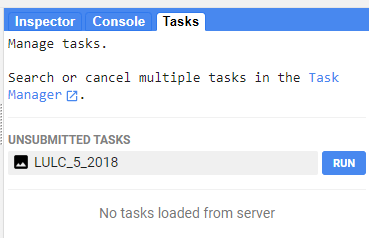 Inspector Console Tasks
Manage tasks.
Search or cancel multiple tasks in the Task
Manager.
UNSUBMITTED TASKS
LULC_5_2018 RUN
No tasks loaded from server